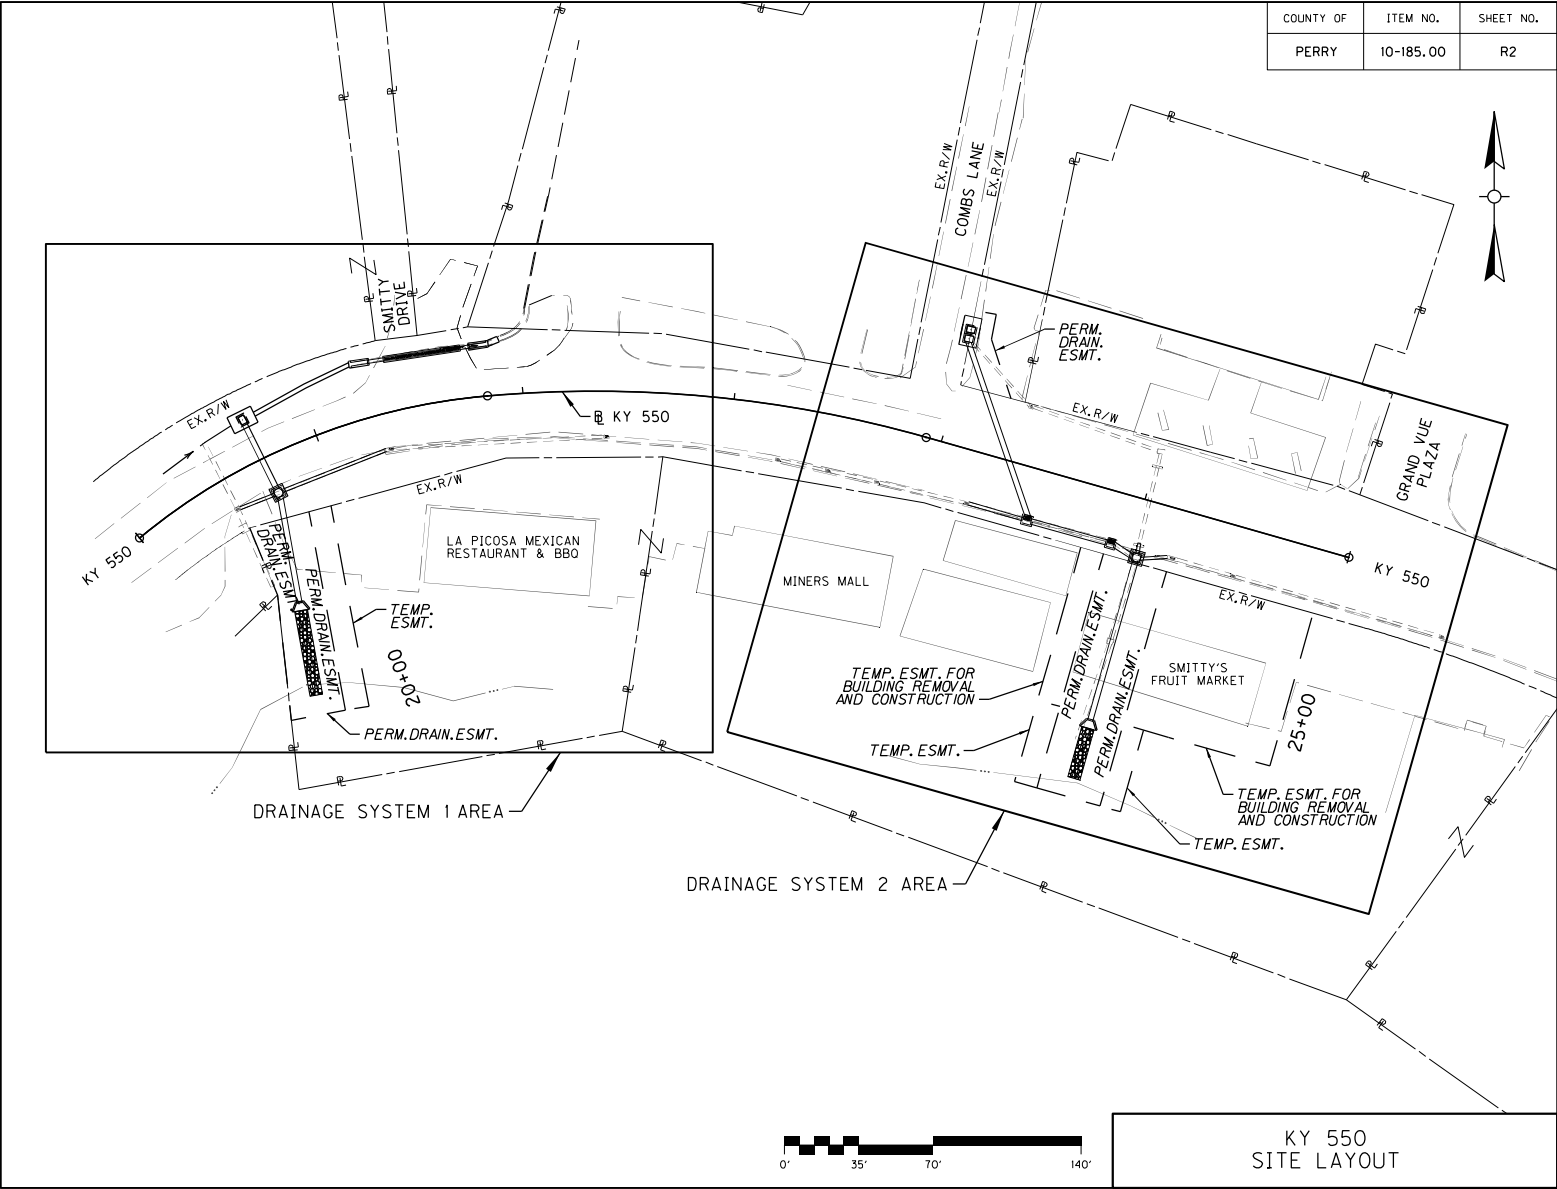 COUNTY OF ITEM NO. SHEET NO.
PERRY 10-185.00 R2
EX.R/W
COMBS LANE
EX.R/W
SMITTY
DRIVE
PERM.
DRAIN.
ESMT.
EX.R/W
℄ KY 550
EX.R/W
GRAND VUE
PLAZA
EX.R/W
KY 550
LA PICOSA MEXICAN
RESTAURANT & BBQ
MINERS MALL
KY 550
EX.R/W
PERM.
DRAIN.ESMT.
PERM.DRAIN.ESMT.
TEMP.
ESMT.
20+00
PERM.DRAIN.ESMT.
TEMP. ESMT. FOR
BUILDING REMOVAL
AND CONSTRUCTION
PERM.DRAIN.ESMT.
PERM.DRAIN.ESMT.
SMITTY'S
FRUIT MARKET
25+00
TEMP. ESMT.
TEMP. ESMT. FOR
BUILDING REMOVAL
AND CONSTRUCTION
TEMP. ESMT.
DRAINAGE SYSTEM 1 AREA
DRAINAGE SYSTEM 2 AREA
0' 35' 70' 140'
KY 550
SITE LAYOUT